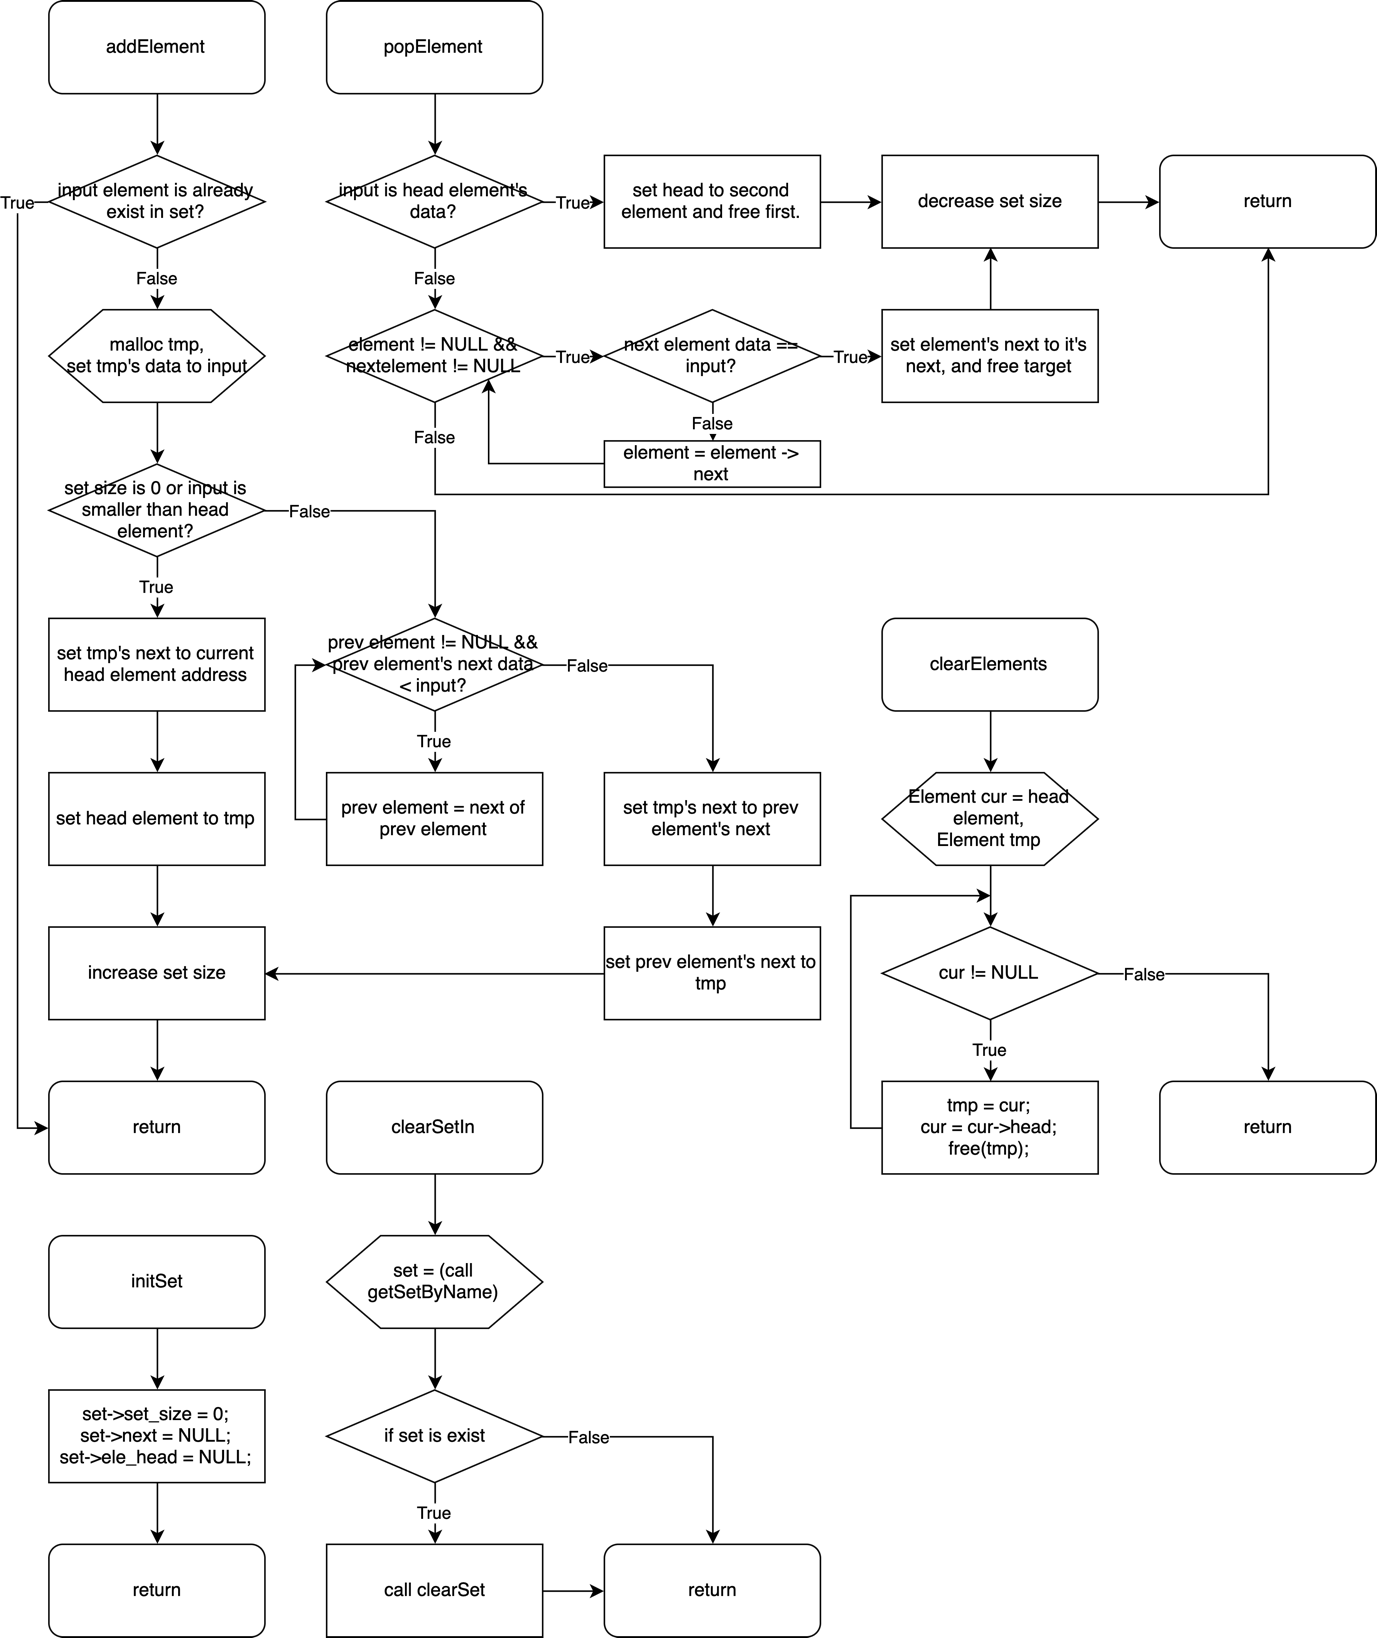 addElement
input element is already
exist in set?
True
False
malloc tmp,
set tmp's data to input
set size is 0 or input is
smaller than head
element?
False
True
set tmp's next to current
head element address
set head element to tmp
increase set size
return
prev element != NULL &&
prev element's next data
< input?
False
True
prev element = next of
prev element
set tmp's next to prev
element's next
set prev element's next to
tmp
popElement
input is head element's
data?
True
set head to second
element and free first.
decrease set size
return
False
element != NULL &&
nextelement != NULL
True
next element data ==
input?
True
set element's next to it's
next, and free target
False
element = element ->
next
False
clearElements
Element cur = head
element,
Element tmp
cur != NULL
False
True
tmp = cur;
cur = cur->head;
free(tmp);
return
initSet
set->set_size = 0;
set->next = NULL;
set->ele_head = NULL;
return
clearSetIn
set = (call
getSetByName)
if set is exist
False
True
call clearSet
return